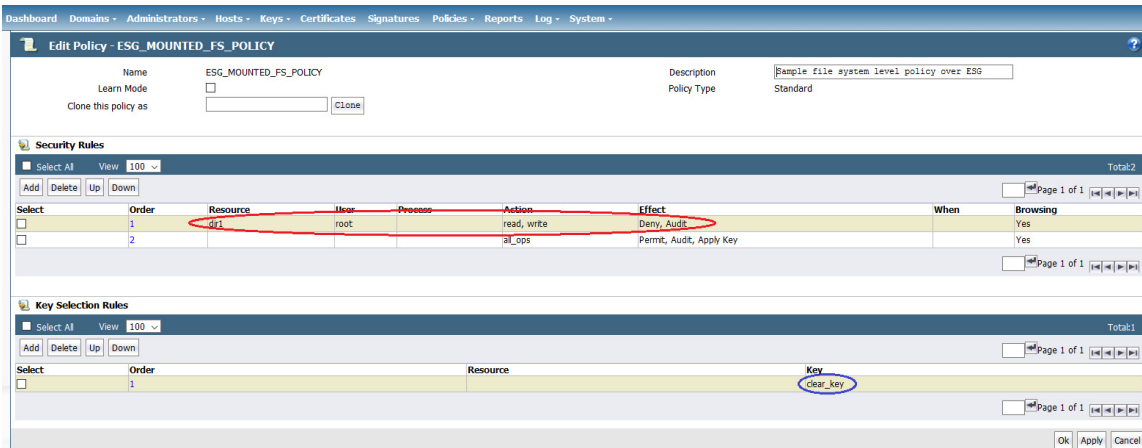 Dashboard Domains Administrators Hosts Keys Certificates Signatures Policies Reports Log System
Edit Policy - ESG_MOUNTED_FS_POLICY ?
Name ESG_MOUNTED_FS_POLICY Description Sample file system level policy over ESG
Learn Mode Policy Type Standard
Clone this policy as Clone
Security Rules
Select All View 100 Total:2
Add Delete Up Down Page 1 of 1
Select Order Resource User Process Action Effect When Browsing
1 dir1 root read, write Deny, Audit Yes
2 all_ops Permit, Audit, Apply Key Yes
Page 1 of 1
Key Selection Rules
Select All View 100 Total:1
Add Delete Up Down Page 1 of 1
Select Order Resource Key
1 clear_key
Page 1 of 1
Ok Apply Cancel